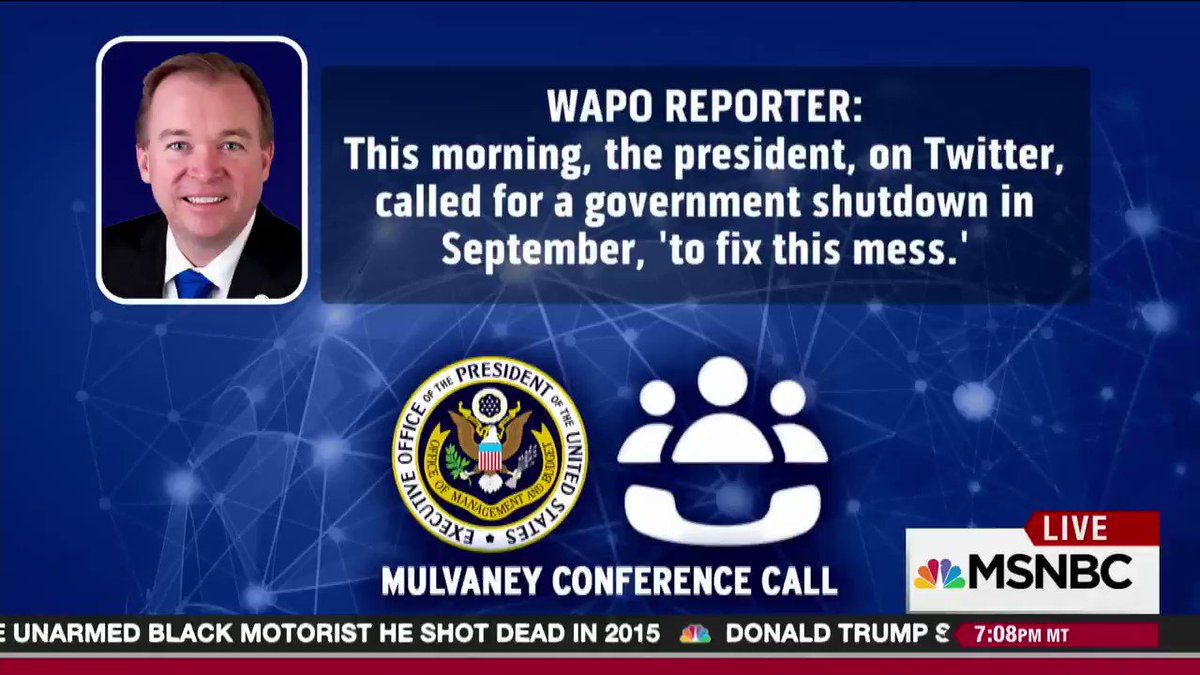 WAPO REPORTER:
This morning, the president, on Twitter,
called for a government shutdown in
September, 'to fix this mess.'
EXECUTIVE OFFICE OF THE PRESIDENT OF THE UNITED STATES
OFFICE OF MANAGEMENT AND BUDGET
MULVANEY CONFERENCE CALL
LIVE
MSNBC
E UNARMED BLACK MOTORIST HE SHOT DEAD IN 2015 DONALD TRUMP S
7:08PM MT